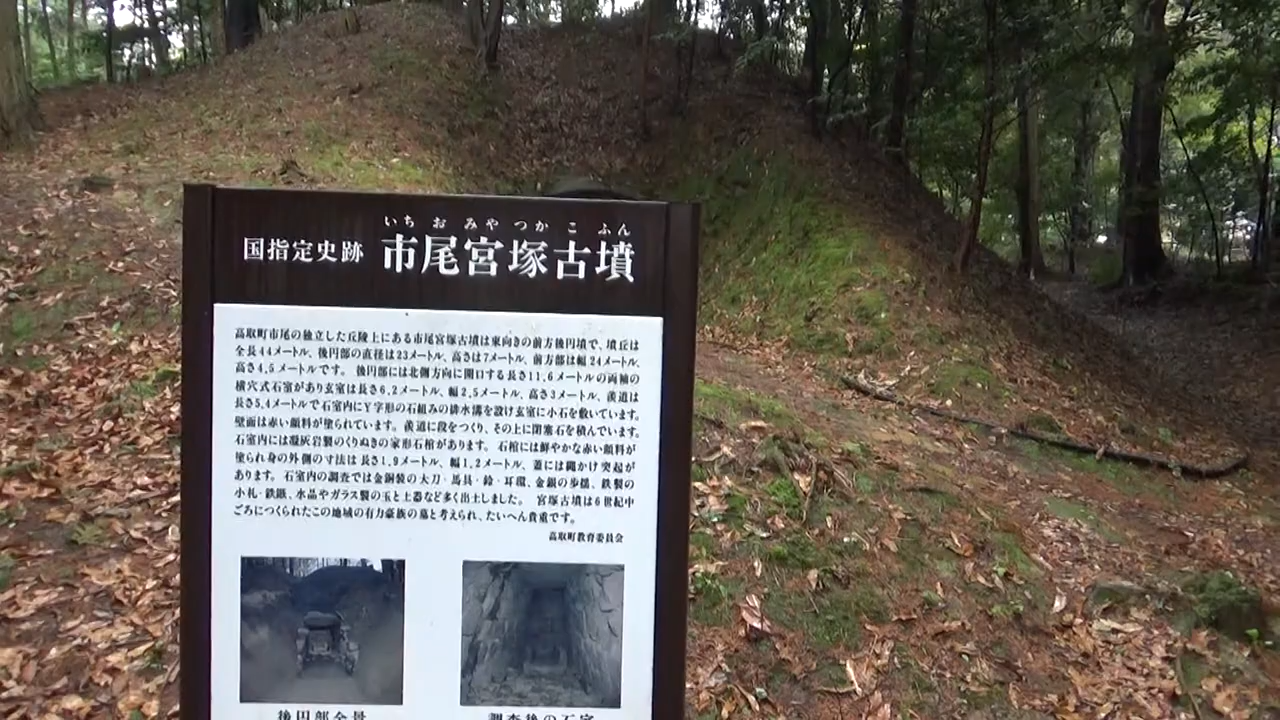 いちおみやつかこふん
国指定史跡 市尾宮塚古墳
高取町市尾の独立した丘陵上にある市尾宮塚古墳は東向きの前方後円墳で、墳丘は
全長44メートル、後円部の直径は23メートル、高さは7メートル、前方部は幅24メートル、
高さ4.5メートルです。後円部には北側方向に開口する長さ11.6メートルの両袖の
横穴式石室があり玄室は長さ6.2メートル、幅2.5メートル、高さ3メートル、羨道は
長さ5.4メートルで石室内にY字形の石組みの排水溝を設け玄室に小石を敷いています。
壁面は赤い顔料が塗られています。羨道に段をつくり、その上に閉塞石を積んでいます。
石室内には凝灰岩製のくりぬきの家形石棺があります。石棺には鮮やかな赤い顔料が
塗られ身の外側の寸法は長さ1.9メートル、幅1.2メートル、蓋には縄かけ突起が
あります。石室内の調査では金銅装の大刀・馬具・鈴・耳環、金銀の歩揺、鉄製の
小札・鉄鏃、水晶やガラス製の玉と土器など多く出土しました。宮塚古墳は6世紀中
ごろにつくられたこの地域の有力豪族の墓と考えられ、たいへん貴重です。
高取町教育委員会
後円部全景
調査後の石室